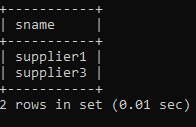 +-----------+
| sname     |
+-----------+
| supplier1 |
| supplier3 |
+-----------+
2 rows in set (0.01 sec)